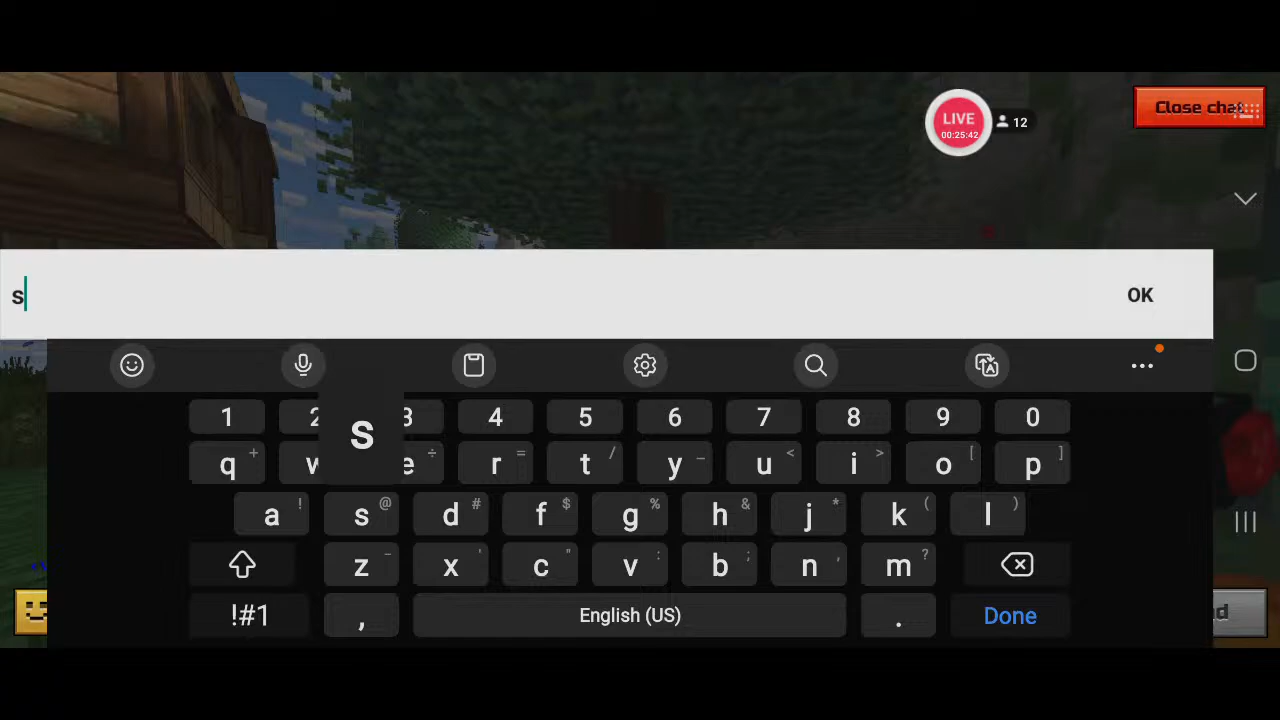 LIVE
00:25:42
12
Close cha
s
OK
1 2 3 4 5 6 7 8 9 0
s
q + w e ÷ r = t / y _ u < i > o [ p ]
a ! s @ d # f $ g % h & j * k ( l )
z - x ' c " v : b ; n , m ?
!#1 , English (US) . Done